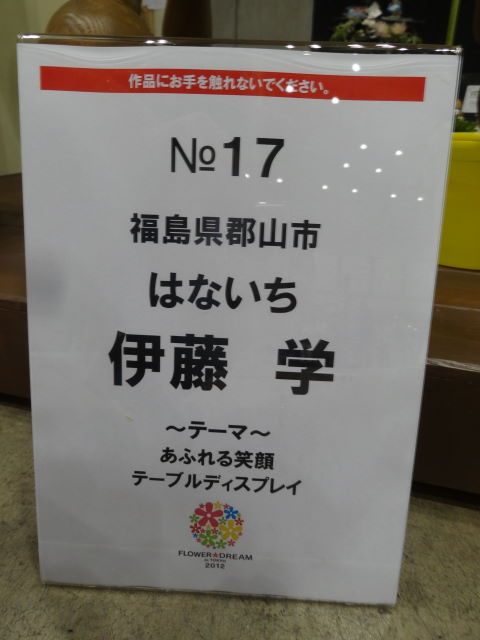 作品にお手を触れないでください。
№17
福島県郡山市
はないち
伊藤 学
～テーマ～
あふれる笑顔
テーブルディスプレイ
FLOWER★DREAM
in TOKYO
2012